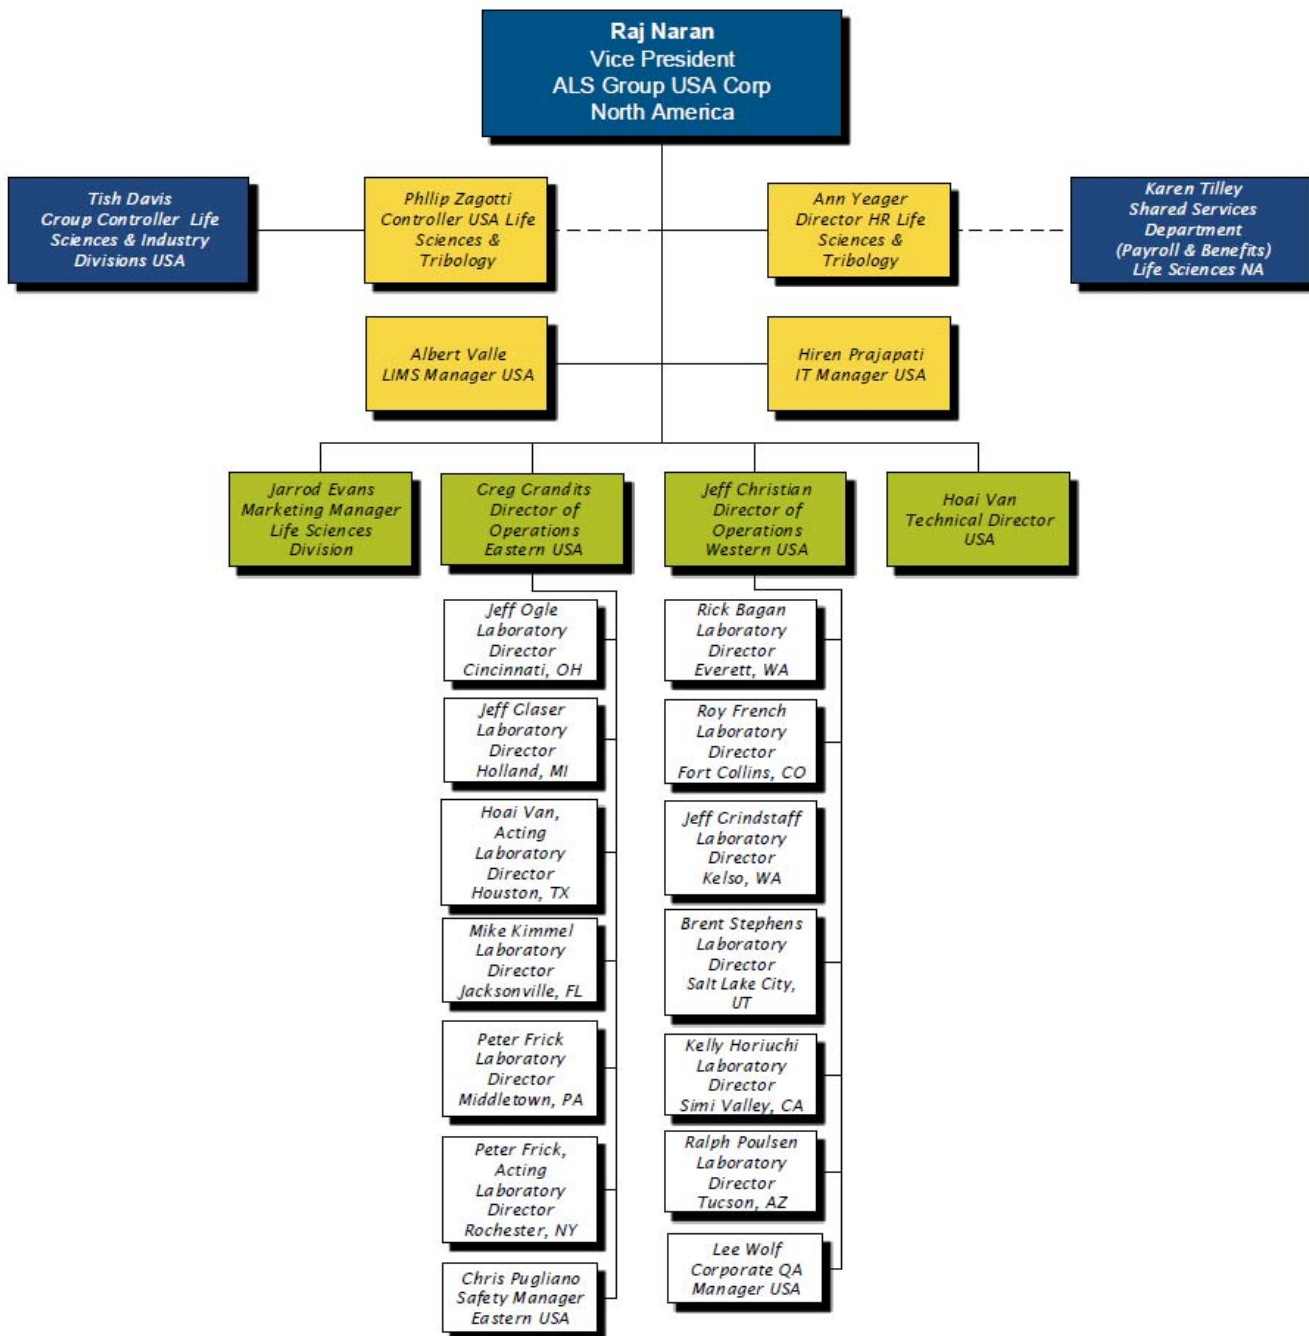 Raj Naran
Vice President
ALS Group USA Corp
North America
Tish Davis
Group Controller Life
Sciences & Industry
Divisions USA
Phllip Zagotti
Controller USA Life
Sciences &
Tribology
Ann Yeager
Director HR Life
Sciences &
Tribology
Karen Tilley
Shared Services
Department
(Payroll & Benefits)
Life Sciences NA
Albert Valle
LIMS Manager USA
Hiren Prajapati
IT Manager USA
Jarrod Evans
Marketing Manager
Life Sciences
Division
Greg Grandits
Director of
Operations
Eastern USA
Jeff Christian
Director of
Operations
Western USA
Hoai Van
Technical Director
USA
Jeff Ogle
Laboratory
Director
Cincinnati, OH
Jeff Glaser
Laboratory
Director
Holland, MI
Hoai Van,
Acting
Laboratory
Director
Houston, TX
Mike Kimmel
Laboratory
Director
Jacksonville, FL
Peter Frick
Laboratory
Director
Middletown, PA
Peter Frick,
Acting
Laboratory
Director
Rochester, NY
Chris Pugliano
Safety Manager
Eastern USA
Rick Bagan
Laboratory
Director
Everett, WA
Roy French
Laboratory
Director
Fort Collins, CO
Jeff Grindstaff
Laboratory
Director
Kelso, WA
Brent Stephens
Laboratory
Director
Salt Lake City,
UT
Kelly Horiuchi
Laboratory
Director
Simi Valley, CA
Ralph Poulsen
Laboratory
Director
Tucson, AZ
Lee Wolf
Corporate QA
Manager USA